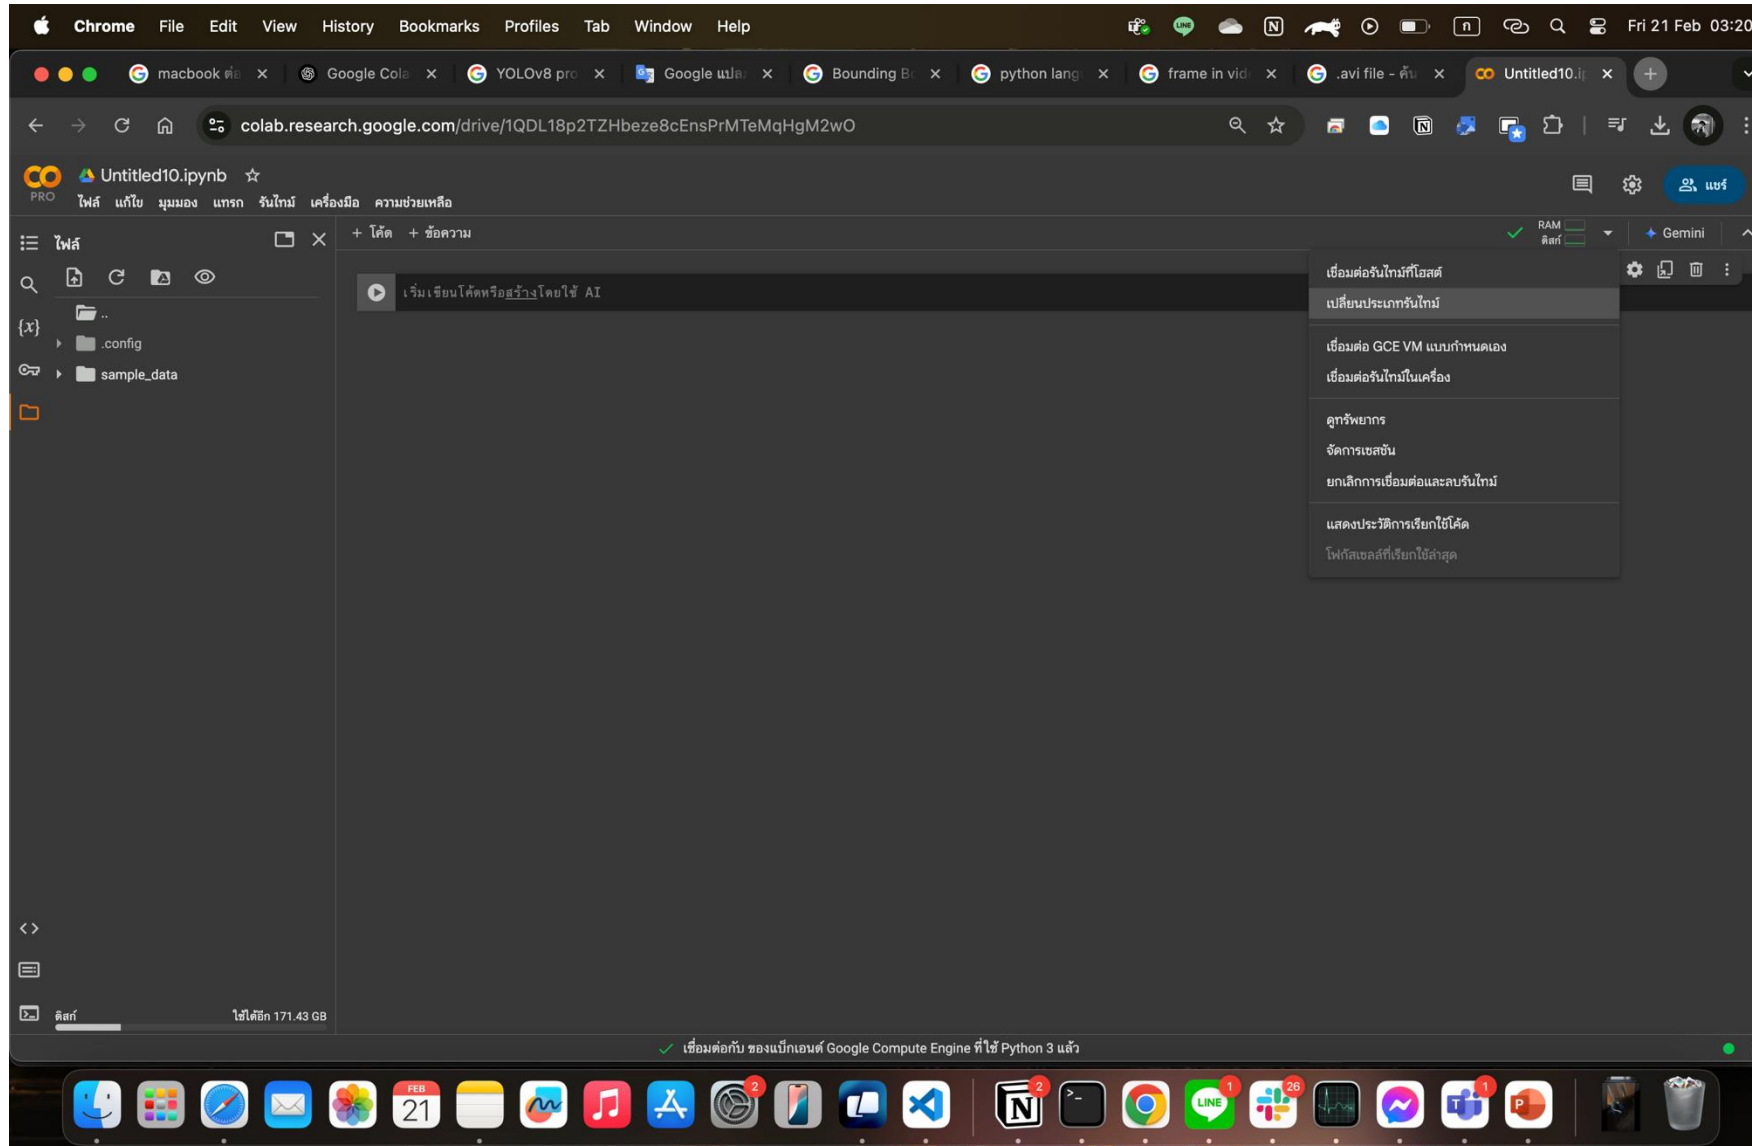 Chrome File Edit View History Bookmarks Profiles Tab Window Help N ก Fri 21 Feb 03:20
macbook ต่อ Google Cola YOLOv8 pro Google แปล Bounding Bo python lang frame in vid .avi file - ค้น Untitled10.ip
colab.research.google.com/drive/1QDL18p2TZHbeze8cEnsPrMTeMqHgM2wO
PRO
Untitled10.ipynb
แชร์
ไฟล์ แก้ไข มุมมอง แทรก รันไทม์ เครื่องมือ ความช่วยเหลือ
ไฟล์
+ โค้ด + ข้อความ
RAM
ดิสก์
Gemini
เริ่มเขียนโค้ดหรือสร้างโดยใช้ AI
{x}
..
.config
sample_data
เชื่อมต่อรันไทม์ที่โฮสต์
เปลี่ยนประเภทรันไทม์
เชื่อมต่อ GCE VM แบบกำหนดเอง
เชื่อมต่อรันไทม์ในเครื่อง
ดูทรัพยากร
จัดการเซสชัน
ยกเลิกการเชื่อมต่อและลบรันไทม์
แสดงประวัติการเรียกใช้โค้ด
โฟกัสเซลล์ที่เรียกใช้ล่าสุด
ดิสก์ ใช้ได้อีก 171.43 GB
เชื่อมต่อกับ ของแบ็กเอนด์ Google Compute Engine ที่ใช้ Python 3 แล้ว
FEB
21
2
2
LINE
1
26
1